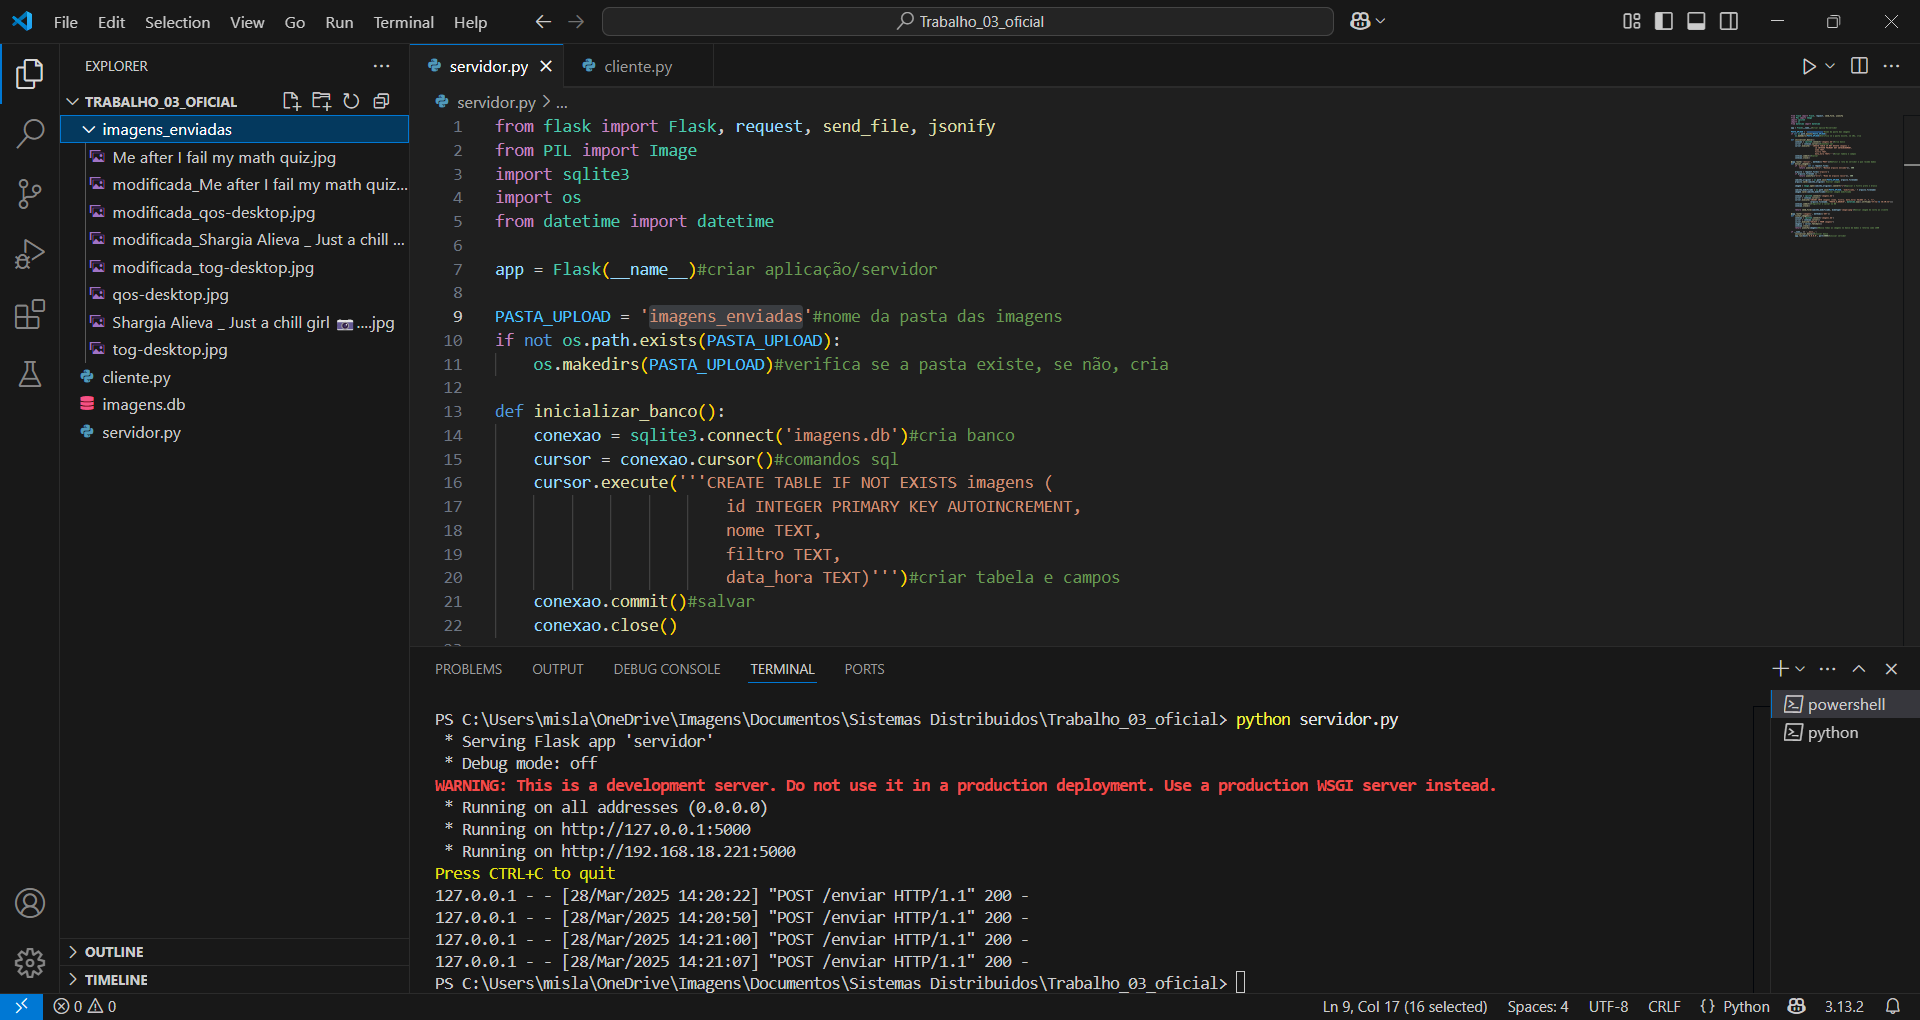 File Edit Selection View Go Run Terminal Help
Trabalho_03_oficial
EXPLORER
TRABALHO_03_OFICIAL
imagens_enviadas
Me after I fail my math quiz.jpg
modificada_Me after I fail my math quiz...
modificada_qos-desktop.jpg
modificada_Shargia Alieva _ Just a chill ...
modificada_tog-desktop.jpg
qos-desktop.jpg
Shargia Alieva _ Just a chill girl 📷....jpg
tog-desktop.jpg
cliente.py
imagens.db
servidor.py
OUTLINE
TIMELINE
servidor.py cliente.py
servidor.py > ...
1 from flask import Flask, request, send_file, jsonify
2 from PIL import Image
3 import sqlite3
4 import os
5 from datetime import datetime
6
7 app = Flask(__name__)#criar aplicação/servidor
8
9 PASTA_UPLOAD = 'imagens_enviadas'#nome da pasta das imagens
10 if not os.path.exists(PASTA_UPLOAD):
11 os.makedirs(PASTA_UPLOAD)#verifica se a pasta existe, se não, cria
12
13 def inicializar_banco():
14 conexao = sqlite3.connect('imagens.db')#cria banco
15 cursor = conexao.cursor()#comandos sql
16 cursor.execute('''CREATE TABLE IF NOT EXISTS imagens (
17 id INTEGER PRIMARY KEY AUTOINCREMENT,
18 nome TEXT,
19 filtro TEXT,
20 data_hora TEXT)''')#criar tabela e campos
21 conexao.commit()#salvar
22 conexao.close()
PROBLEMS OUTPUT DEBUG CONSOLE TERMINAL PORTS
PS C:\Users\misla\OneDrive\Imagens\Documentos\Sistemas Distribuidos\Trabalho_03_oficial> python servidor.py
* Serving Flask app 'servidor'
* Debug mode: off
WARNING: This is a development server. Do not use it in a production deployment. Use a production WSGI server instead.
* Running on all addresses (0.0.0.0)
* Running on http://127.0.0.1:5000
* Running on http://192.168.18.221:5000
Press CTRL+C to quit
127.0.0.1 - - [28/Mar/2025 14:20:22] "POST /enviar HTTP/1.1" 200 -
127.0.0.1 - - [28/Mar/2025 14:20:50] "POST /enviar HTTP/1.1" 200 -
127.0.0.1 - - [28/Mar/2025 14:21:00] "POST /enviar HTTP/1.1" 200 -
127.0.0.1 - - [28/Mar/2025 14:21:07] "POST /enviar HTTP/1.1" 200 -
PS C:\Users\misla\OneDrive\Imagens\Documentos\Sistemas Distribuidos\Trabalho_03_oficial>
powershell
python
0 0
Ln 9, Col 17 (16 selected) Spaces: 4 UTF-8 CRLF {} Python 3.13.2